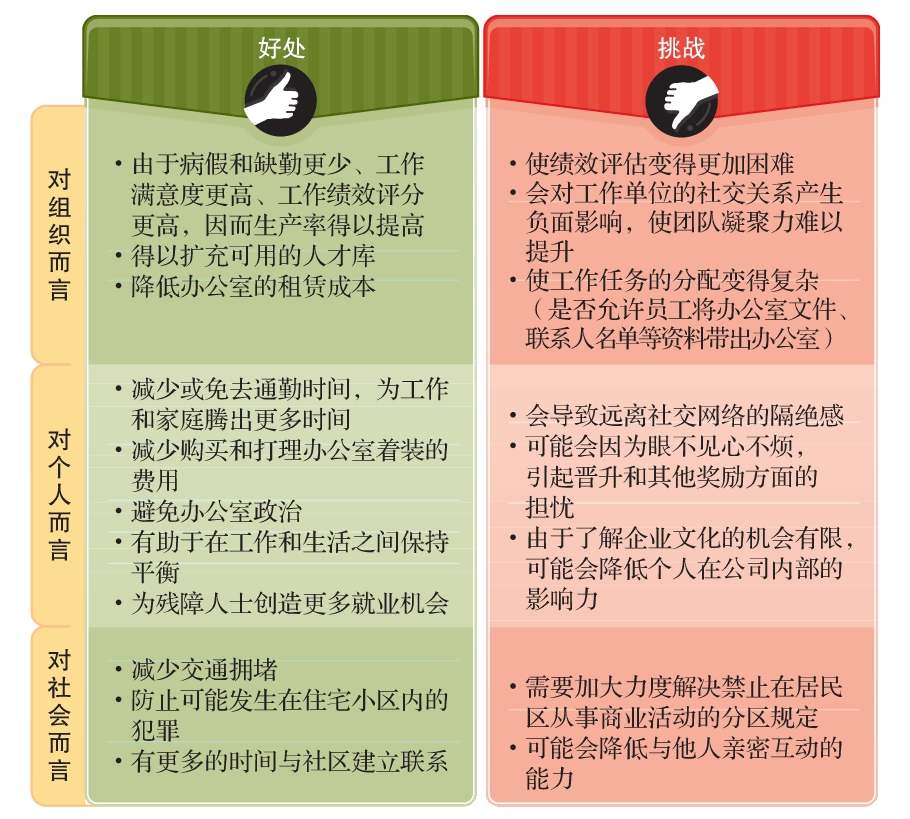 好处
挑战
对组织而言
· 由于病假和缺勤更少、工作
满意度更高、工作绩效评分
更高，因而生产率得以提高
· 得以扩充可用的人才库
· 降低办公室的租赁成本
· 使绩效评估变得更加困难
· 会对工作单位的社交关系产生
负面影响，使团队凝聚力难以
提升
· 使工作任务的分配变得复杂
（是否允许员工将办公室文件、
联系人名单等资料带出办公室）
对个人而言
· 减少或免去通勤时间，为工作
和家庭腾出更多时间
· 减少购买和打理办公室着装的
费用
· 避免办公室政治
· 有助于在工作和生活之间保持
平衡
· 为残障人士创造更多就业机会
· 会导致远离社交网络的隔绝感
· 可能会因为眼不见心不烦，
引起晋升和其他奖励方面的
担忧
· 由于了解企业文化的机会有限，
可能会降低个人在公司内部的
影响力
对社会而言
· 减少交通拥堵
· 防止可能发生在住宅小区内的
犯罪
· 有更多的时间与社区建立联系
· 需要加大力度解决禁止在居民
区从事商业活动的分区规定
· 可能会降低与他人亲密互动的
能力